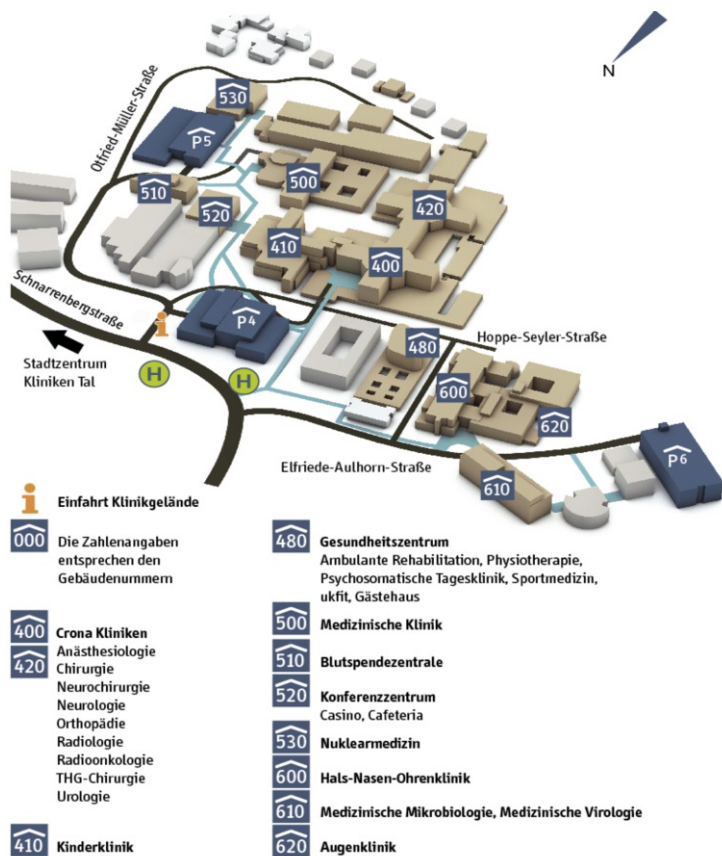 N
530
Otfried-Müller-Straße
P5
500
510
420
520
410
400
Schnarrenbergstraße
i
P4
Hoppe-Seyler-Straße
480
Stadtzentrum
Kliniken Tal
H
H
600
620
P6
Elfriede-Aulhorn-Straße
610
i Einfahrt Klinikgelände
000 Die Zahlenangaben
entsprechen den
Gebäudenummern
400 Crona Kliniken
420 Anästhesiologie
Chirurgie
Neurochirurgie
Neurologie
Orthopädie
Radiologie
Radioonkologie
THG-Chirurgie
Urologie
410 Kinderklinik
480 Gesundheitszentrum
Ambulante Rehabilitation, Physiotherapie,
Psychosomatische Tagesklinik, Sportmedizin,
ukfit, Gästehaus
500 Medizinische Klinik
510 Blutspendezentrale
520 Konferenzzentrum
Casino, Cafeteria
530 Nuklearmedizin
600 Hals-Nasen-Ohrenklinik
610 Medizinische Mikrobiologie, Medizinische Virologie
620 Augenklinik